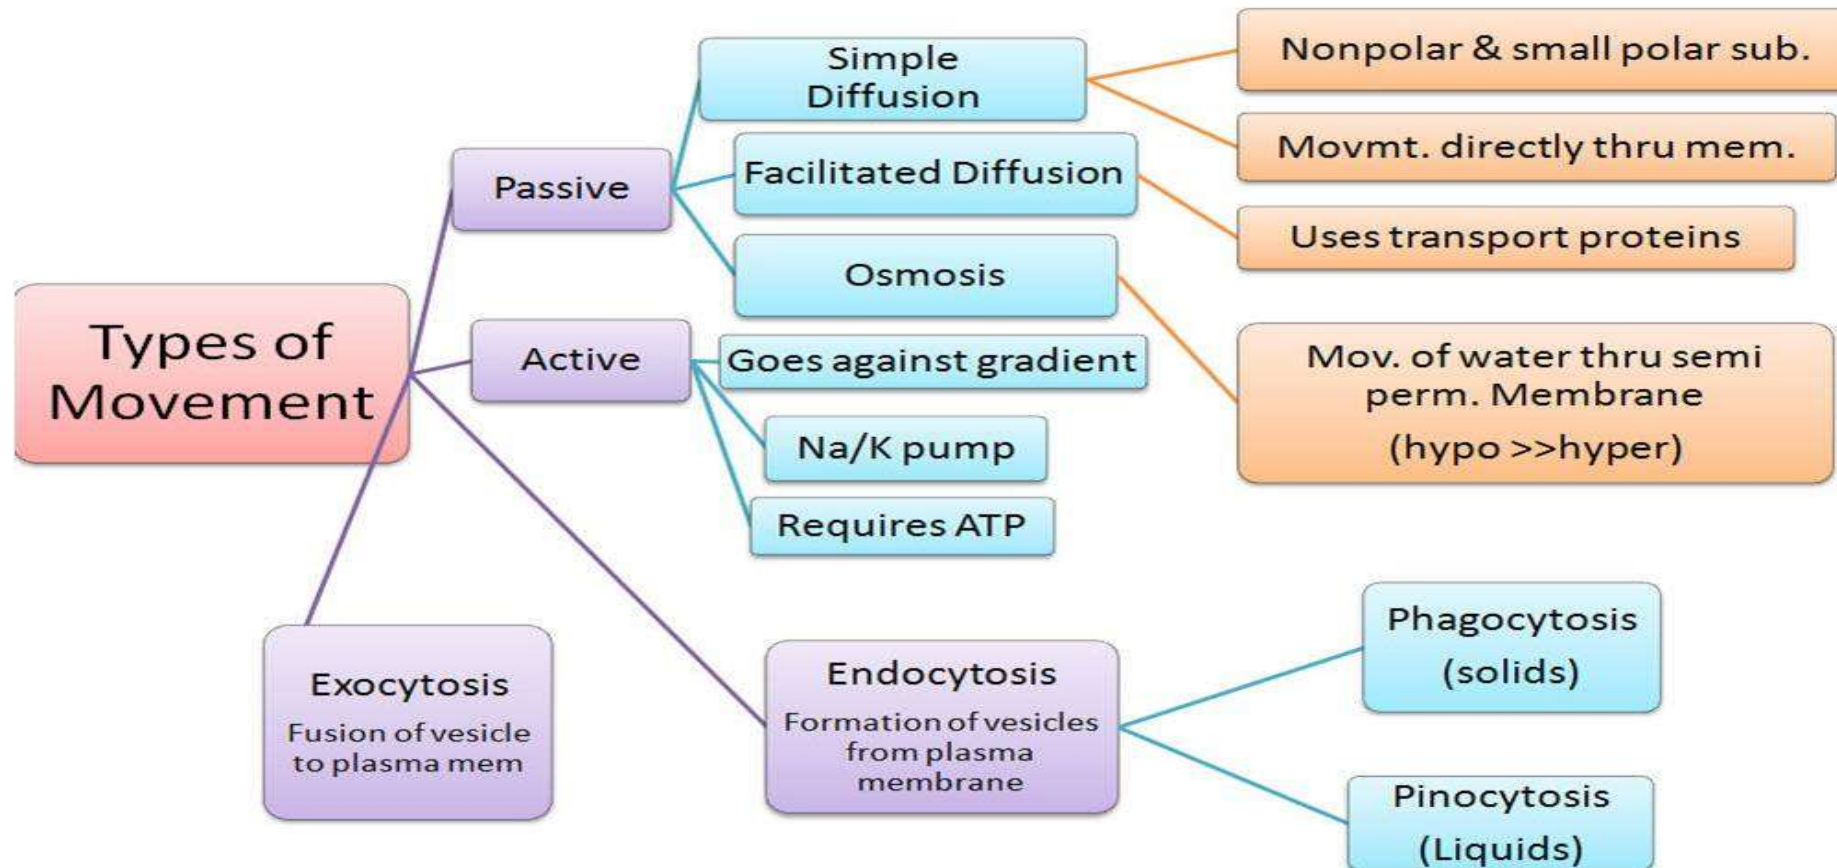 Types of
Movement
Passive
Simple
Diffusion
Nonpolar & small polar sub.
Movmt. directly thru mem.
Facilitated Diffusion
Uses transport proteins
Osmosis
Mov. of water thru semi
perm. Membrane
(hypo >>hyper)
Active
Goes against gradient
Na/K pump
Requires ATP
Exocytosis
Fusion of vesicle
to plasma mem
Endocytosis
Formation of vesicles
from plasma
membrane
Phagocytosis
(solids)
Pinocytosis
(Liquids)